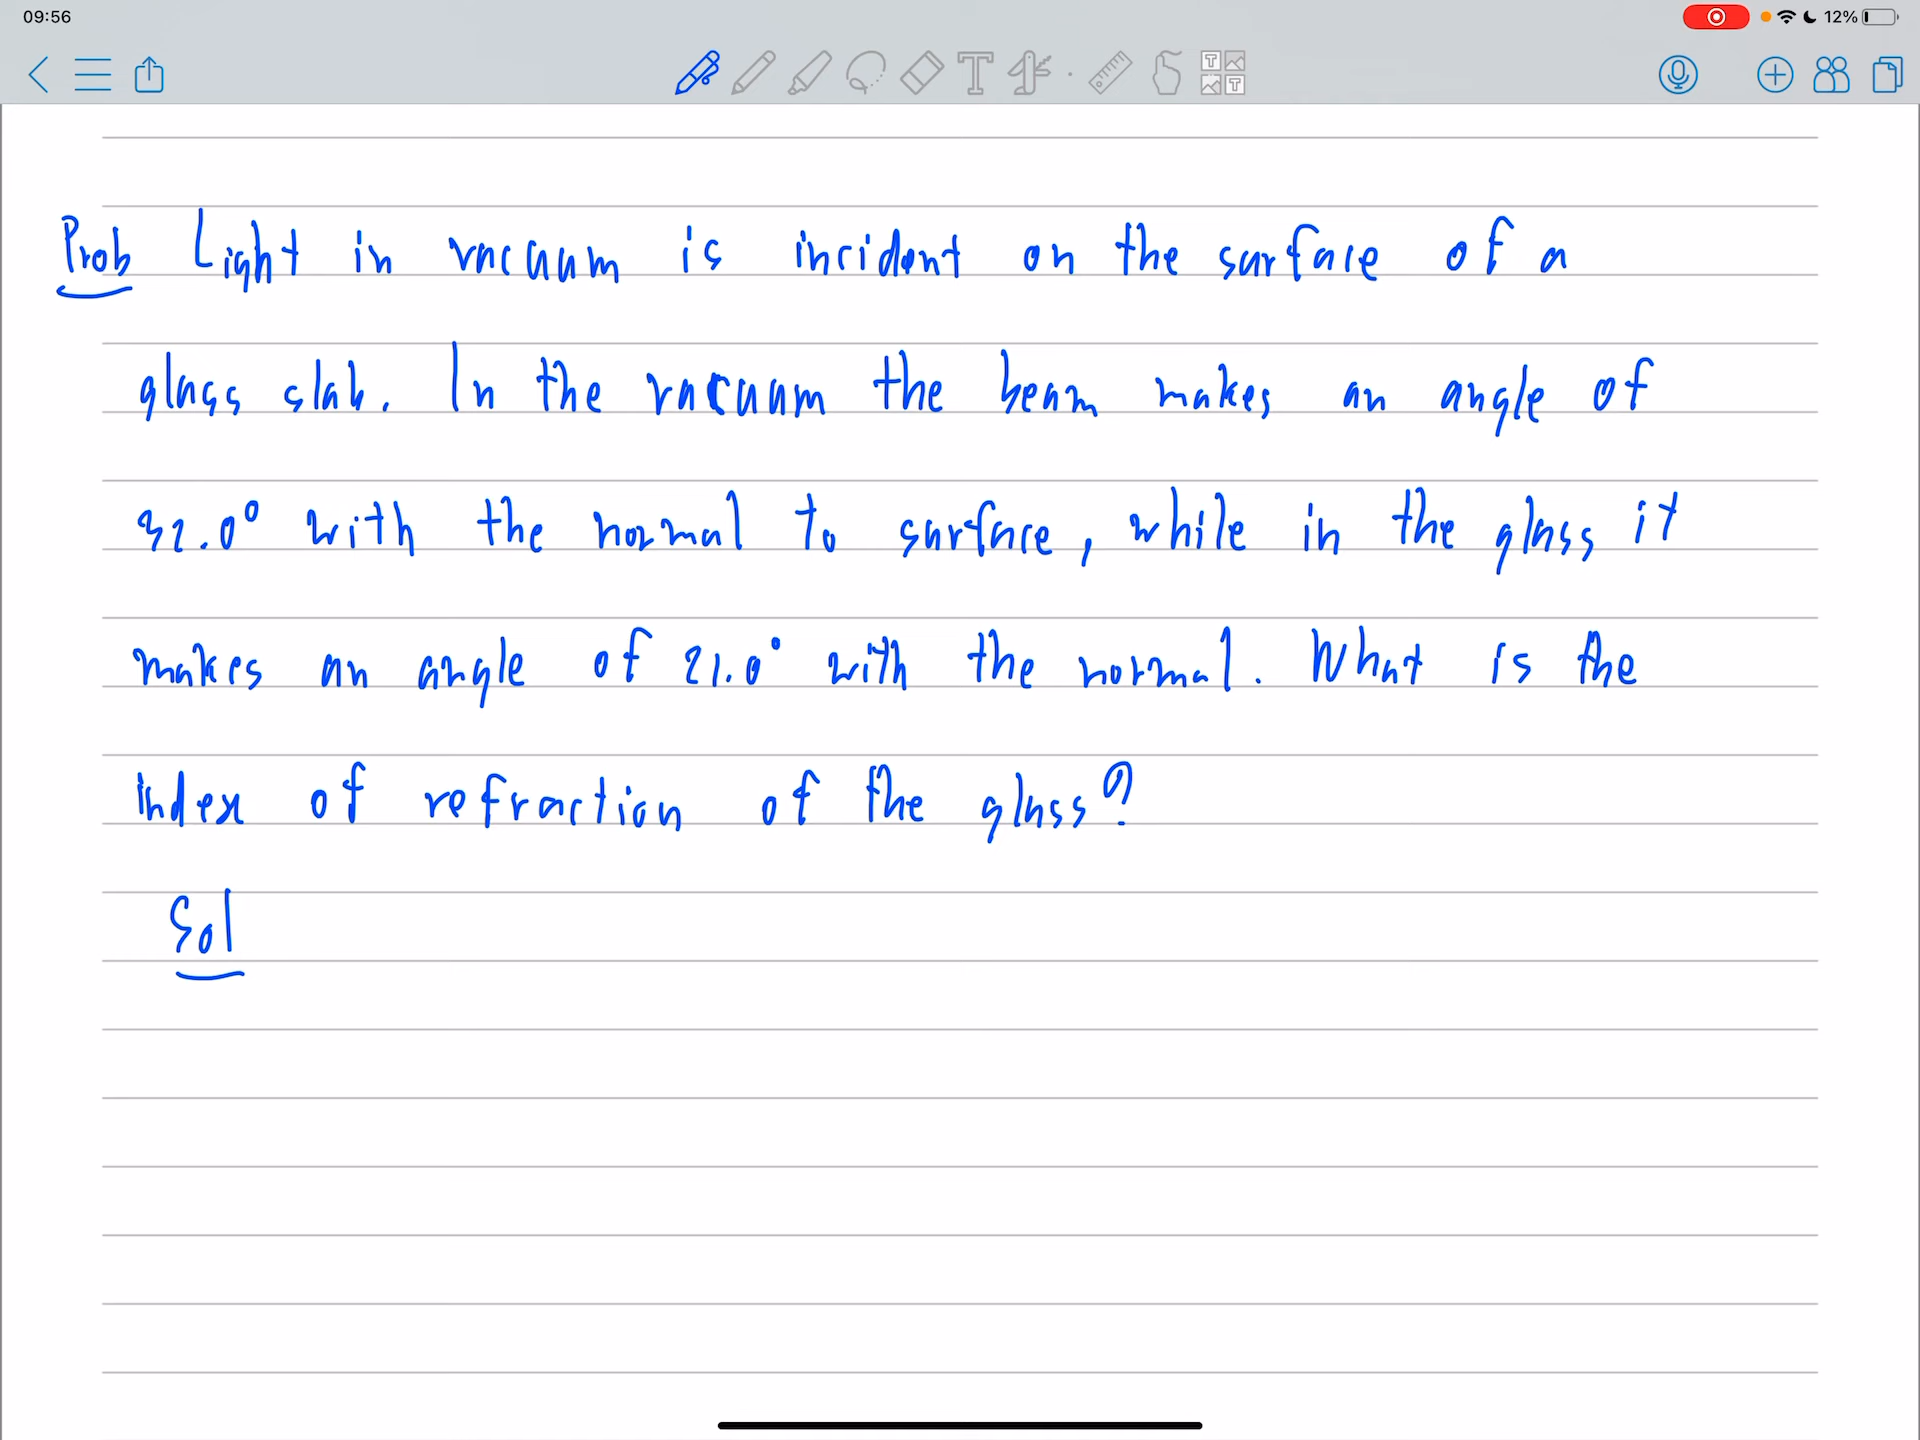 09:56
12%
Prob Light in vacuum is incident on the surface of a
glass slab. In the vacuum the beam makes an angle of
32.0° with the normal to surface, while in the glass it
makes an angle of 21.0° with the normal. What is the
index of refraction of the glass?
Sol